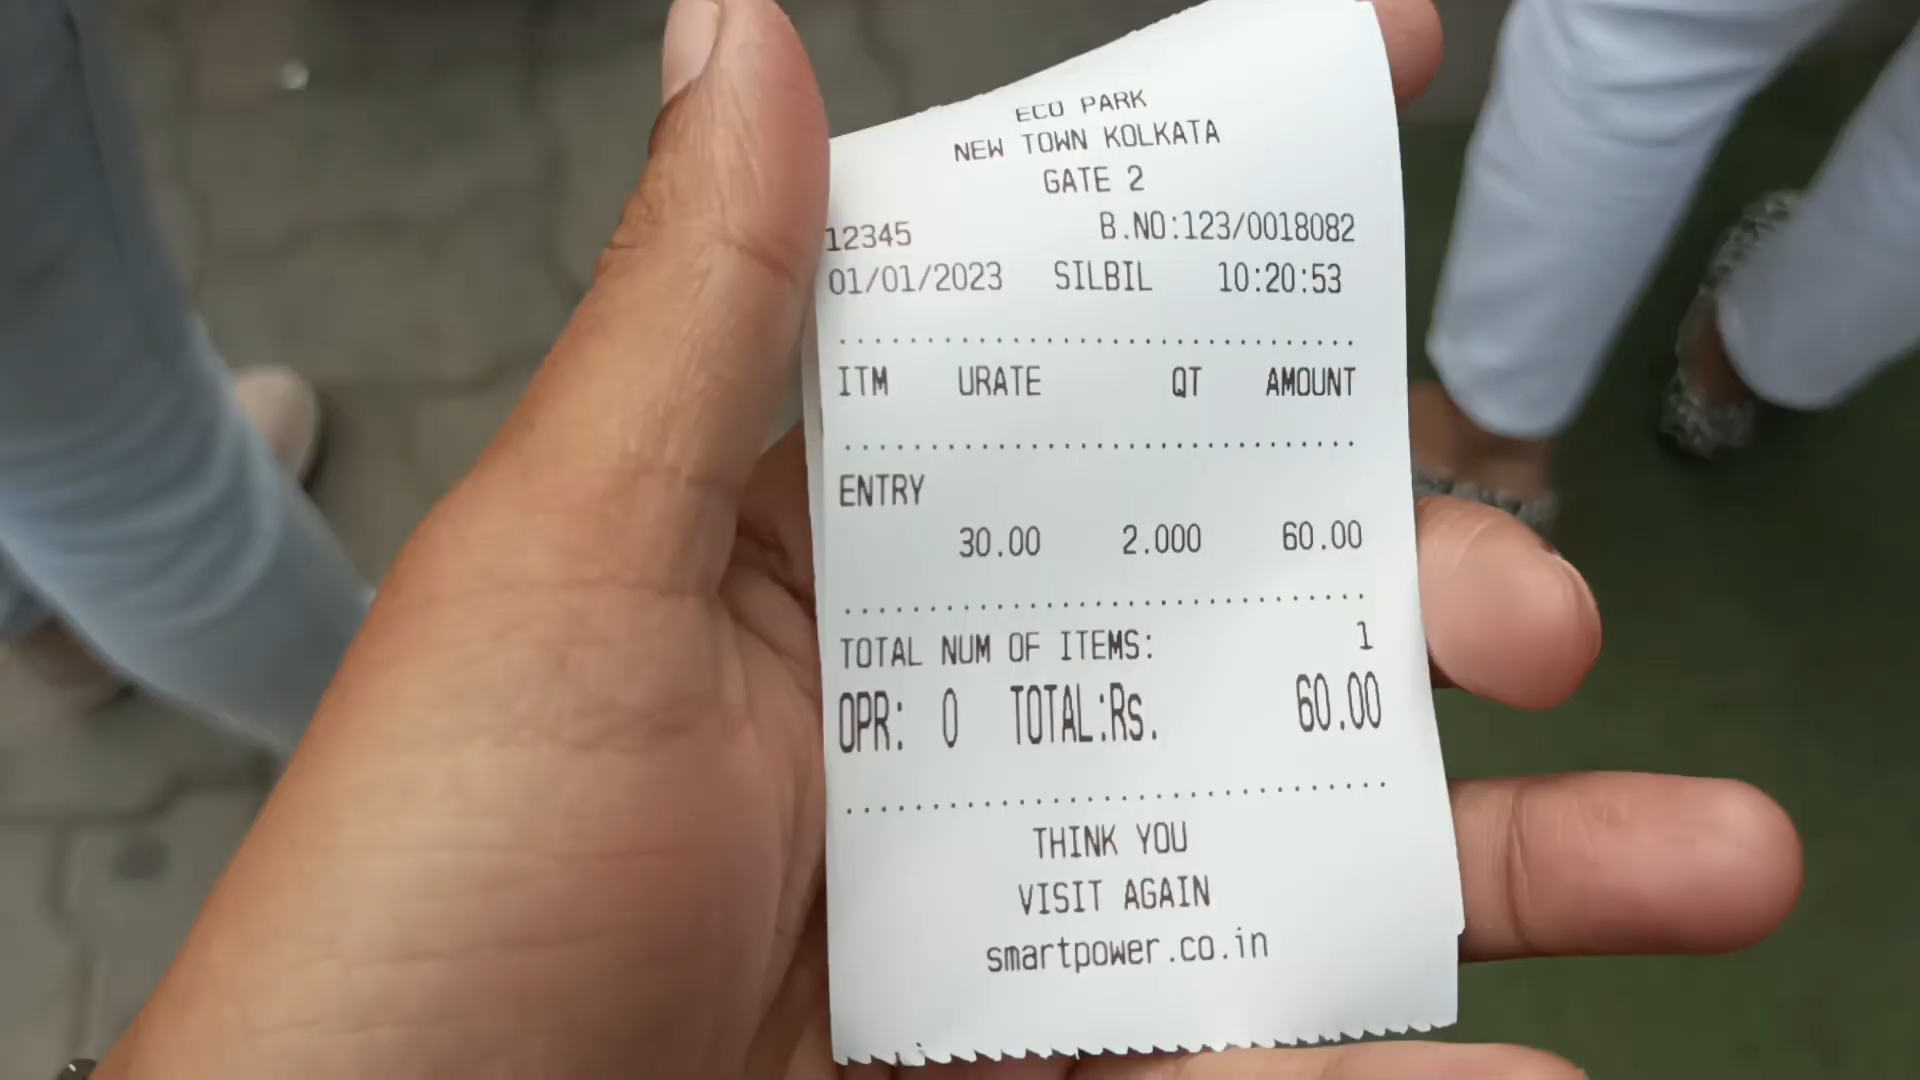 ECO PARK
NEW TOWN KOLKATA
GATE 2
12345 B.NO:123/0018082
01/01/2023 SILBIL 10:20:53
................................
ITM URATE QT AMOUNT
................................
ENTRY
30.00 2.000 60.00
................................
TOTAL NUM OF ITEMS: 1
OPR: 0 TOTAL:Rs. 60.00
................................
THINK YOU
VISIT AGAIN
smartpower.co.in